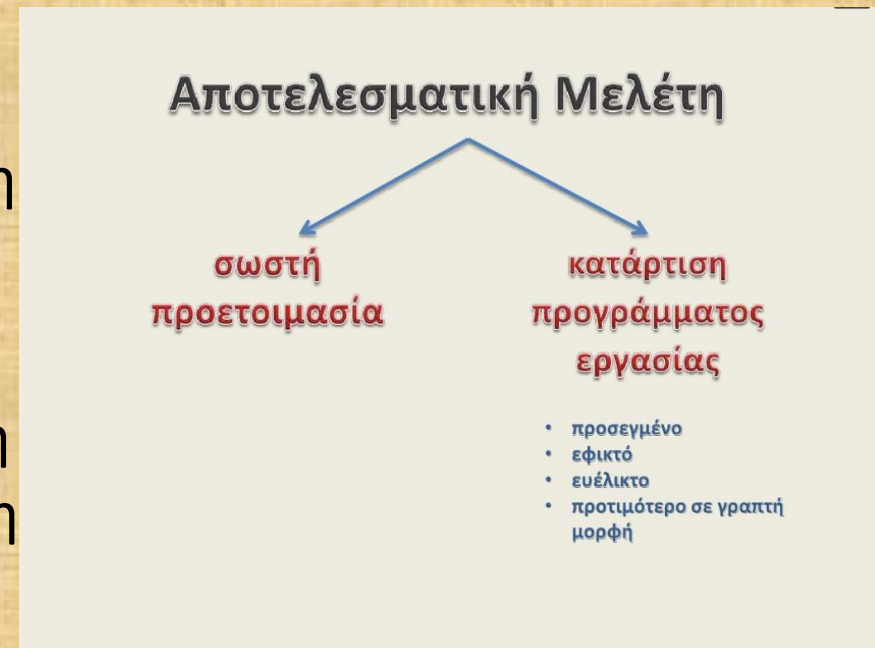 Αποτελεσματική Μελέτη
σωστή
προετοιμασία
κατάρτιση
προγράμματος
εργασίας
• προσεγμένο
• εφικτό
• ευέλικτο
• προτιμότερο σε γραπτή
μορφή
η
η
η